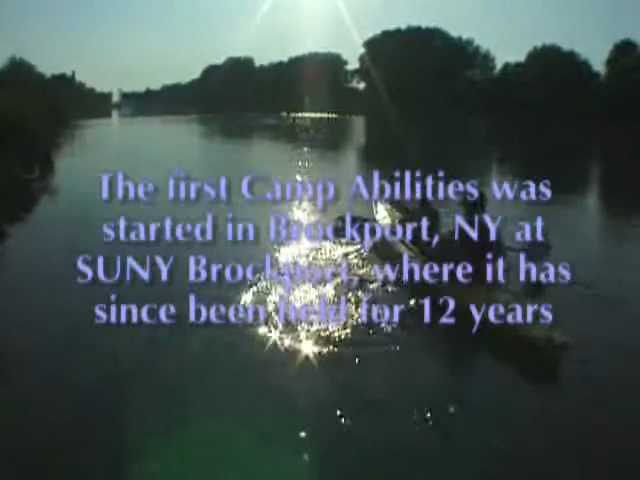 The first Camp Abilities was
started in Brockport, NY at
SUNY Brockport, where it has
since been held for 12 years